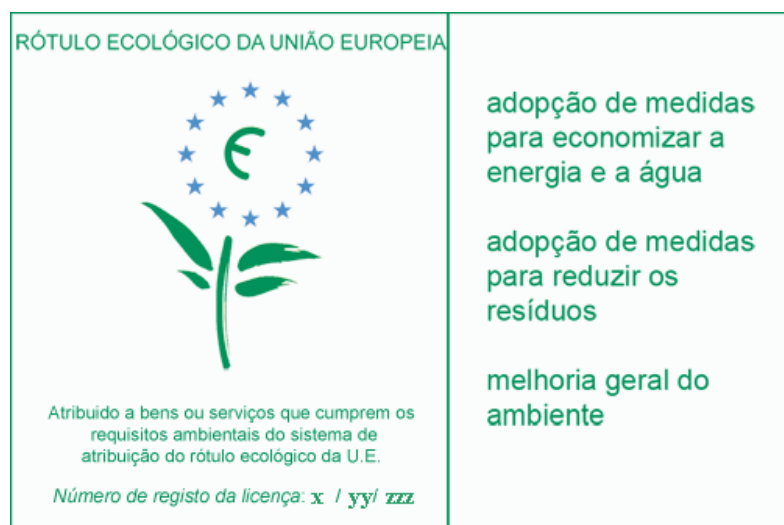 RÓTULO ECOLÓGICO DA UNIÃO EUROPEIA
Atribuido a bens ou serviços que cumprem os
requisitos ambientais do sistema de
atribuição do rótulo ecológico da U.E.
Número de registo da licença: x / yy/ zzz
adopção de medidas
para economizar a
energia e a água
adopção de medidas
para reduzir os
resíduos
melhoria geral do
ambiente